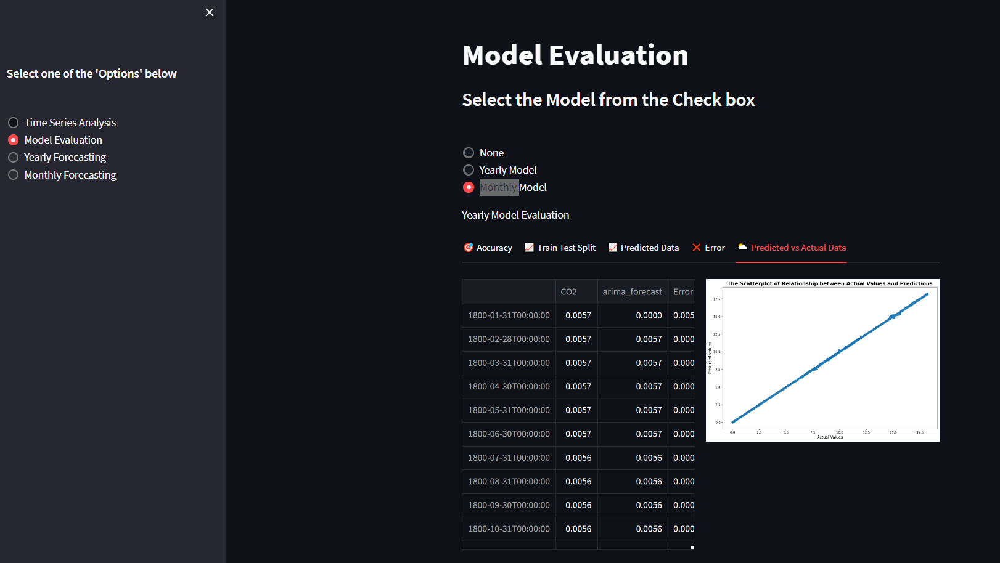 Select one of the 'Options' below
Time Series Analysis
Model Evaluation
Yearly Forecasting
Monthly Forecasting
Model Evaluation
Select the Model from the Check box
None
Yearly Model
Monthly Model
Yearly Model Evaluation
Accuracy Train Test Split Predicted Data Error Predicted vs Actual Data
CO2 arima_forecast Error
1800-01-31T00:00:00 0.0057 0.0000 0.005
1800-02-28T00:00:00 0.0057 0.0057 0.000
1800-03-31T00:00:00 0.0057 0.0057 0.000
1800-04-30T00:00:00 0.0057 0.0057 0.000
1800-05-31T00:00:00 0.0057 0.0057 0.000
1800-06-30T00:00:00 0.0057 0.0057 0.000
1800-07-31T00:00:00 0.0056 0.0056 0.000
1800-08-31T00:00:00 0.0056 0.0056 0.000
1800-09-30T00:00:00 0.0056 0.0056 0.000
1800-10-31T00:00:00 0.0056 0.0056 0.000
The Scatterplot of Relationship between Actual Values and Predictions
17.5
15.0
12.5
10.0
7.5
5.0
2.5
0.0
Predicted values
0.0 2.5 5.0 7.5 10.0 12.5 15.0 17.5
Actual Values